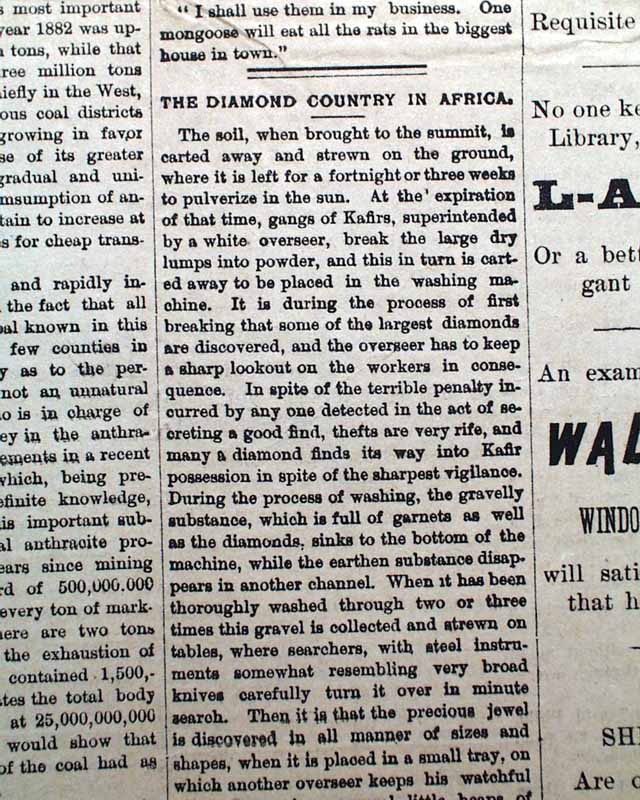 s most important
year 1882 was up-
tons, while that
ree million tons
iefly in the West,
ous coal districts
growing in favor
se of its greater
gradual and uni-
onsumption of an-
tain to increase at
s for cheap trans-
and rapidly in-
the fact that all
oal known in this
few counties in
y as to the per-
not an unnatural
o is in charge of
ey in the anthra-
ements in a recent
which, being pre-
efinite knowledge,
is important sub-
al anthracite pro-
ears since mining
rd of 500,000.000
every ton of mark-
here are two tons
the exhaustion of
contained 1,500,-
tes the total body
at 25,000,000,000
would show that
of the coal had as
" I shall use them in my business. One
mongoose will eat all the rats in the biggest
house in town."
THE DIAMOND COUNTRY IN AFRICA.
The soil, when brought to the summit, is
carted away and strewn on the ground,
where it is left for a fortnight or three weeks
to pulverize in the sun. At the expiration
of that time, gangs of Kafirs, superintended
by a white overseer, break the large dry
lumps into powder, and this in turn is cart-
ed away to be placed in the washing ma-
chine. It is during the process of first
breaking that some of the largest diamonds
are discovered, and the overseer has to keep
a sharp lookout on the workers in conse-
quence. In spite of the terrible penalty in-
curred by any one detected in the act of se-
creting a good find, thefts are very rife, and
many a diamond finds its way into Kafir
possession in spite of the sharpest vigilance.
During the process of washing, the gravelly
substance, which is full of garnets as well
as the diamonds, sinks to the bottom of the
machine, while the earthen substance disap-
pears in another channel. When it has been
thoroughly washed through two or three
times this gravel is collected and strewn on
tables, where searchers, with steel instru-
ments somewhat resembling very broad
knives carefully turn it over in minute
search. Then it is that the precious jewel
is discovered in all manner of sizes and
shapes, when it is placed in a small tray, on
which another overseer keeps his watchful
little heaps of
Requisite
No one ke
Library,
L-A
Or a bett
gant
An exam
WAL
WINDO
will sati
that h
SH
Are